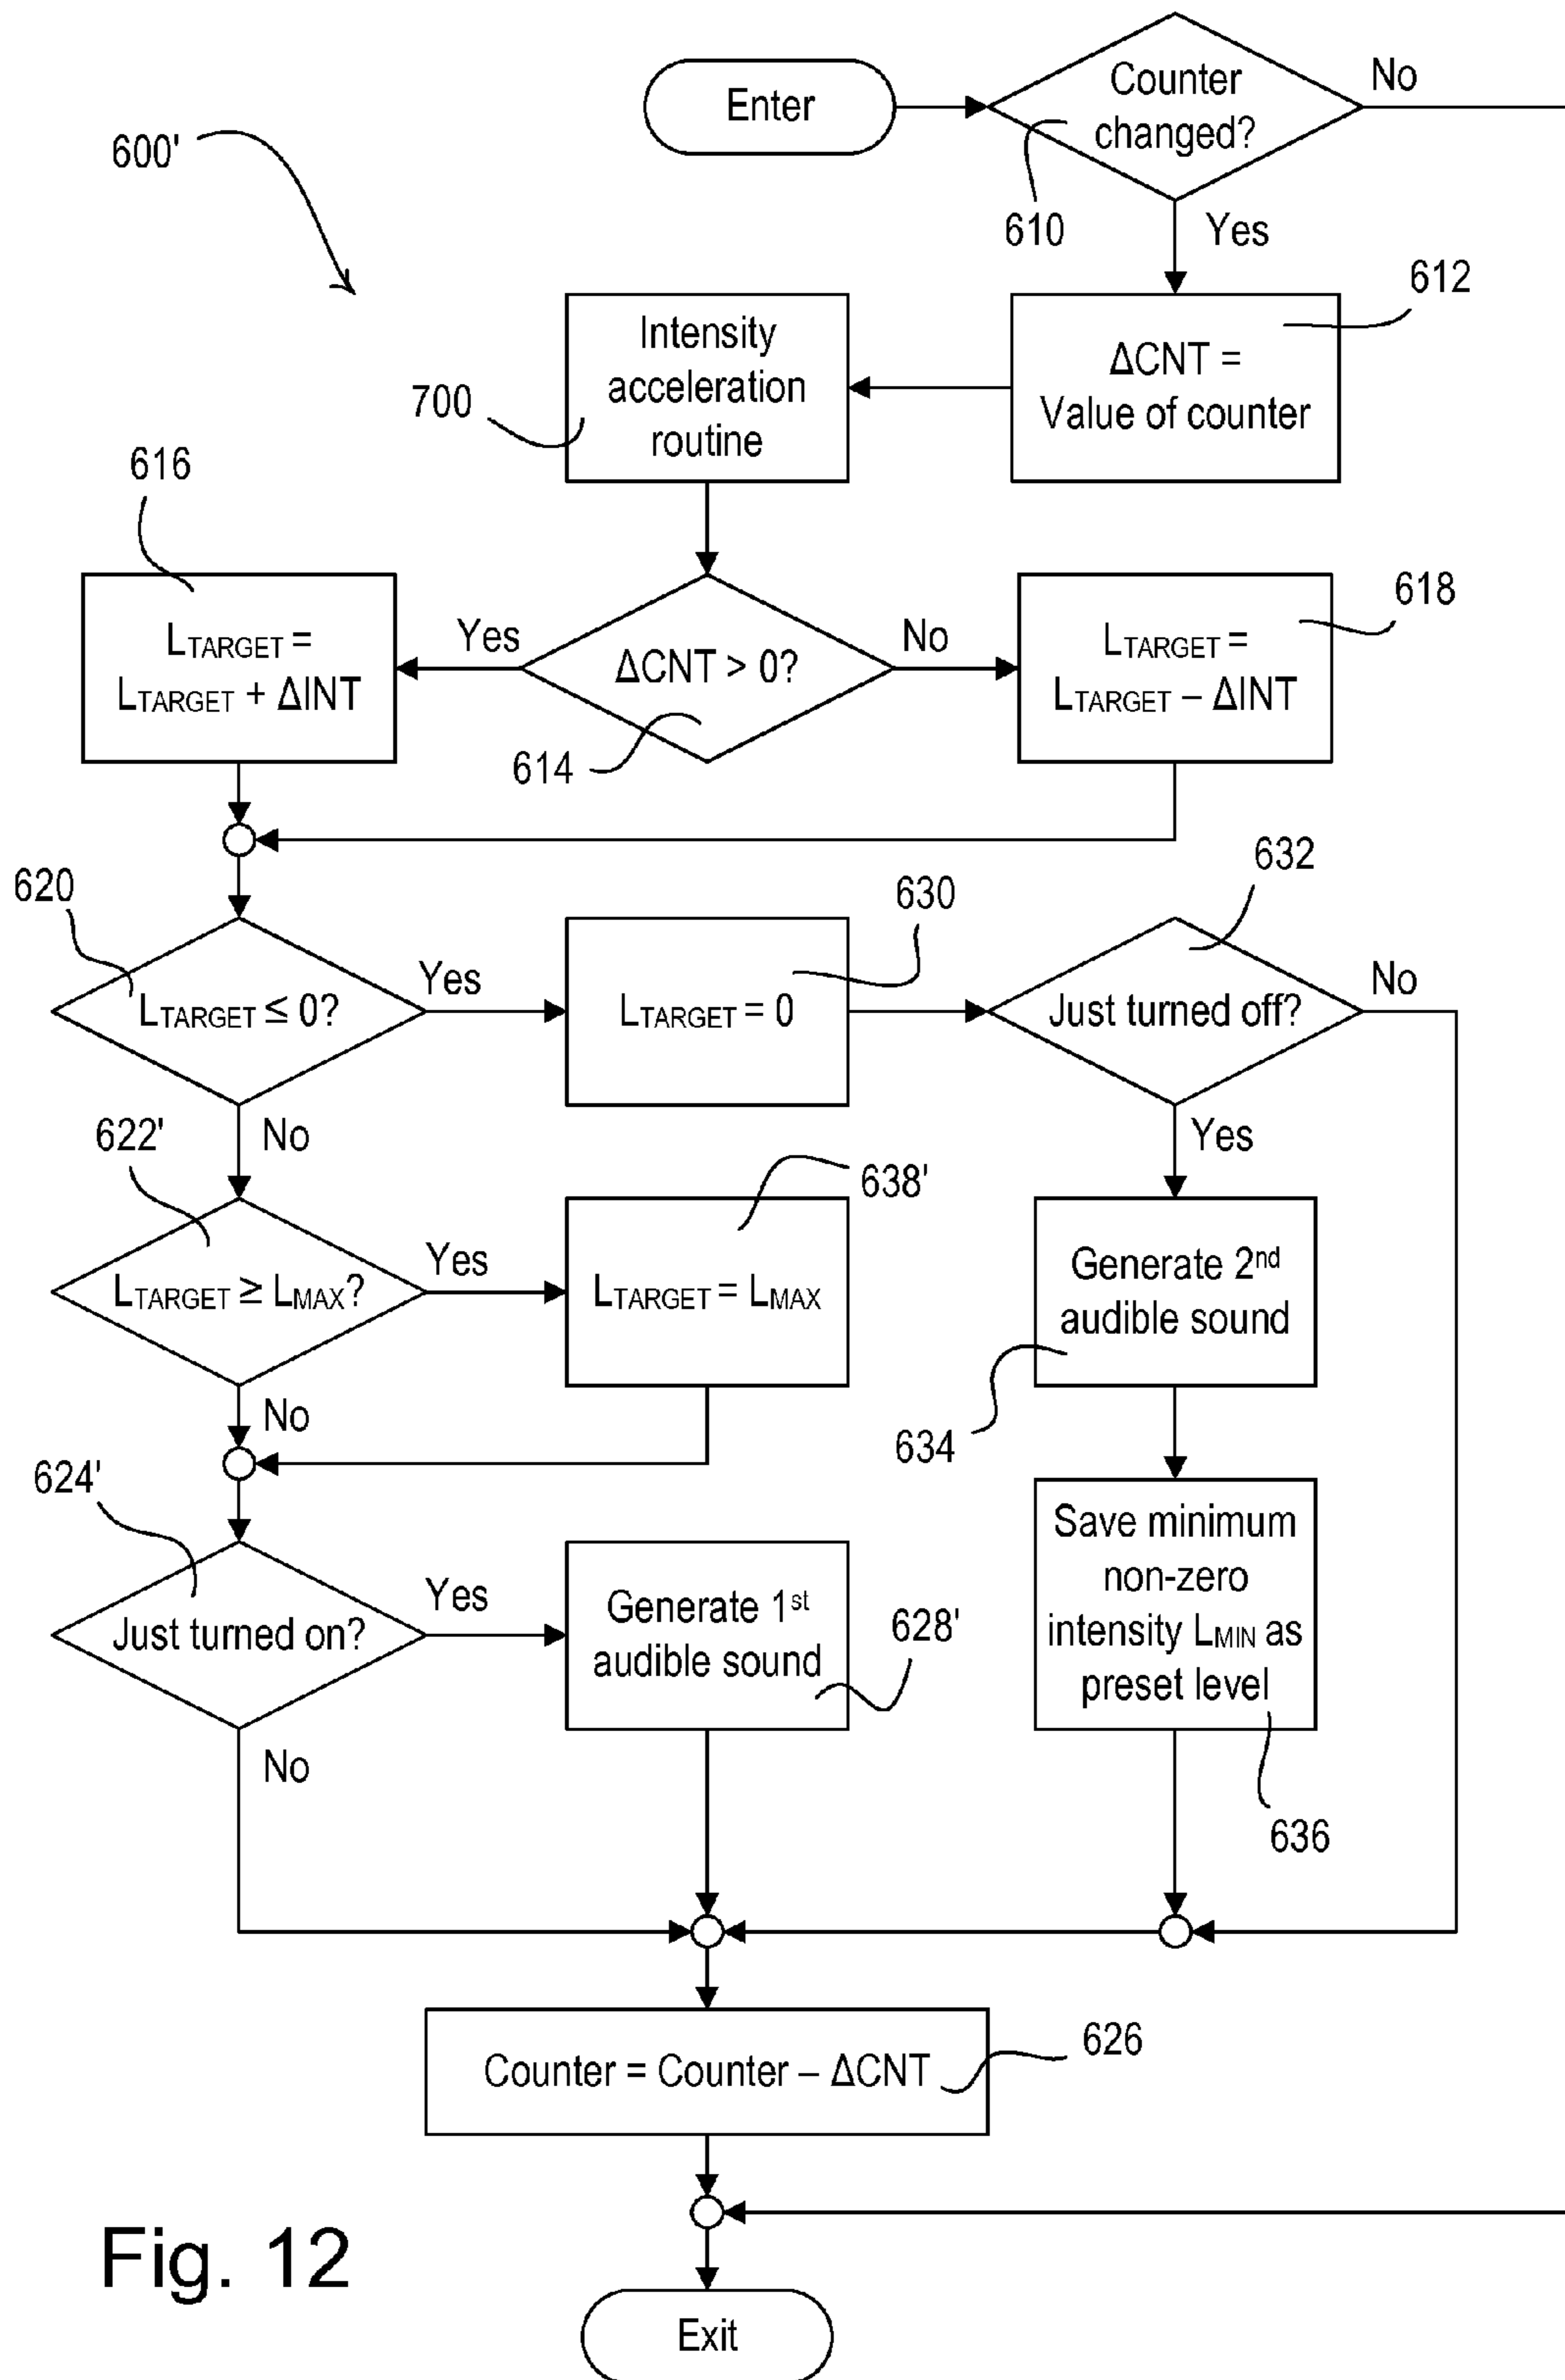 Enter
Counter
changed?
No
600'
610
Yes
612
Intensity
acceleration
routine
ΔCNT =
Value of counter
700
616
618
LTARGET =
LTARGET + ΔINT
Yes
ΔCNT > 0?
No
LTARGET =
LTARGET – ΔINT
614
620
630
632
LTARGET ≤ 0?
Yes
LTARGET = 0
Just turned off?
No
622'
No
638'
Yes
LTARGET ≥ LMAX?
Yes
LTARGET = LMAX
Generate 2nd
audible sound
No
634
624'
Just turned on?
Yes
Generate 1st
audible sound
628'
Save minimum
non-zero
intensity LMIN as
preset level
No
636
Counter = Counter – ΔCNT
626
Fig. 12
Exit